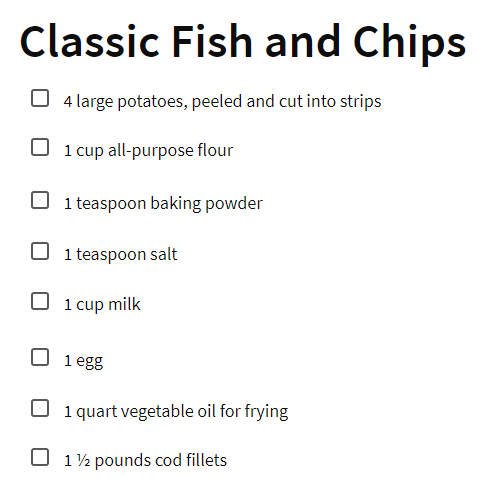 Classic Fish and Chips
4 large potatoes, peeled and cut into strips
1 cup all-purpose flour
1 teaspoon baking powder
1 teaspoon salt
1 cup milk
1 egg
1 quart vegetable oil for frying
1 ½ pounds cod fillets